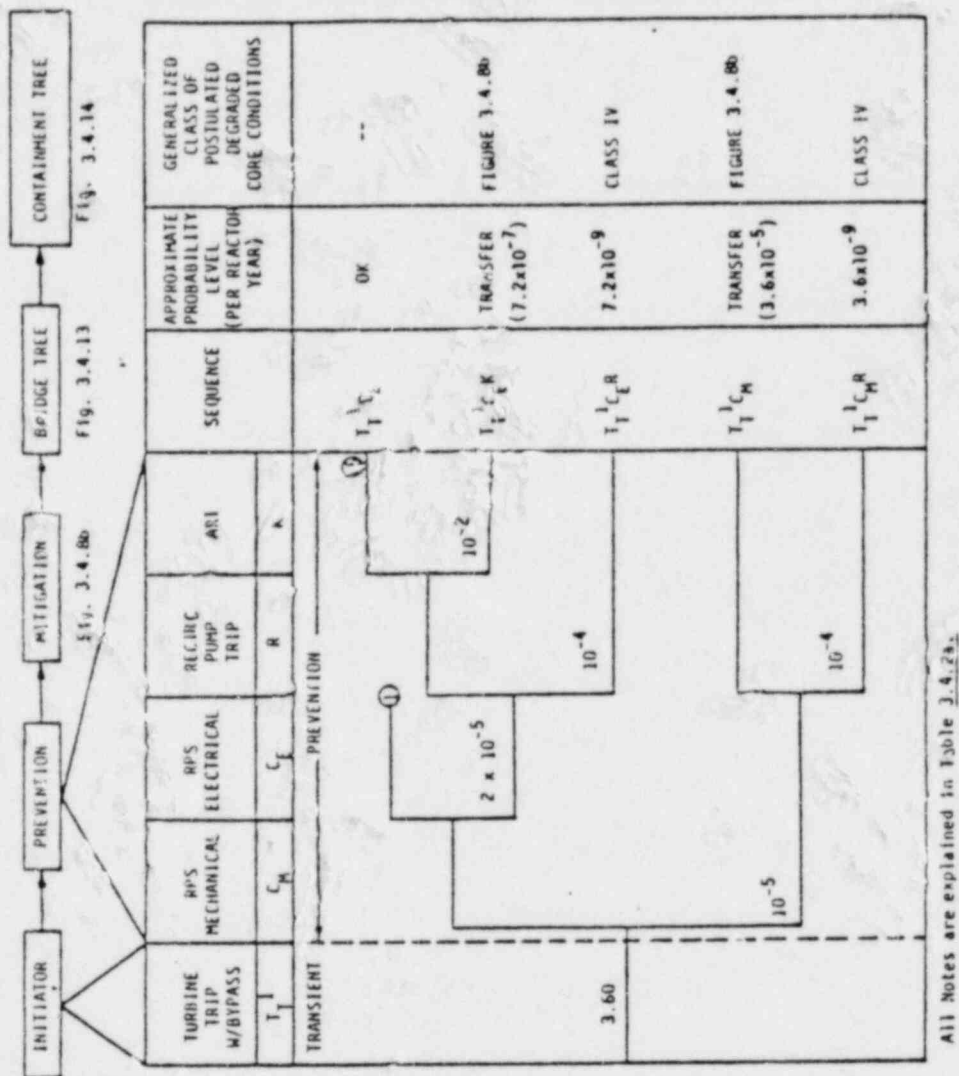 INITIATOR
PREVENTION
MITIGATION
BRIDGE TREE
CONTAINMENT TREE
3.4.8b
Fig. 3.4.13
Fig. 3.4.14
TURBINE
TRIP
W/BYPASS
RPS
MECHANICAL
RPS
ELECTRICAL
RECIRC
PUMP
TRIP
ARI
SEQUENCE
APPROXIMATE
PROBABILITY
LEVEL
(PER REACTOR
YEAR)
GENERALIZED
CLASS OF
POSTULATED
DEGRADED
CORE CONDITIONS
T_T^1
C_M
C_E
R
K
TRANSIENT
PREVENTION
3.60
10^-5
2 x 10^-5
1
10^-4
10^-2
10^-4
OK
--
T_E^1C_EK
TRANSFER
(7.2x10^-7)
FIGURE 3.4.8b
T_T^1C_ER
7.2x10^-9
CLASS IV
T_T^1C_M
TRANSFER
(3.6x10^-5)
FIGURE 3.4.8b
T_T^1C_MR
3.6x10^-9
CLASS IV
All Notes are explained in Table 3.4.2a.